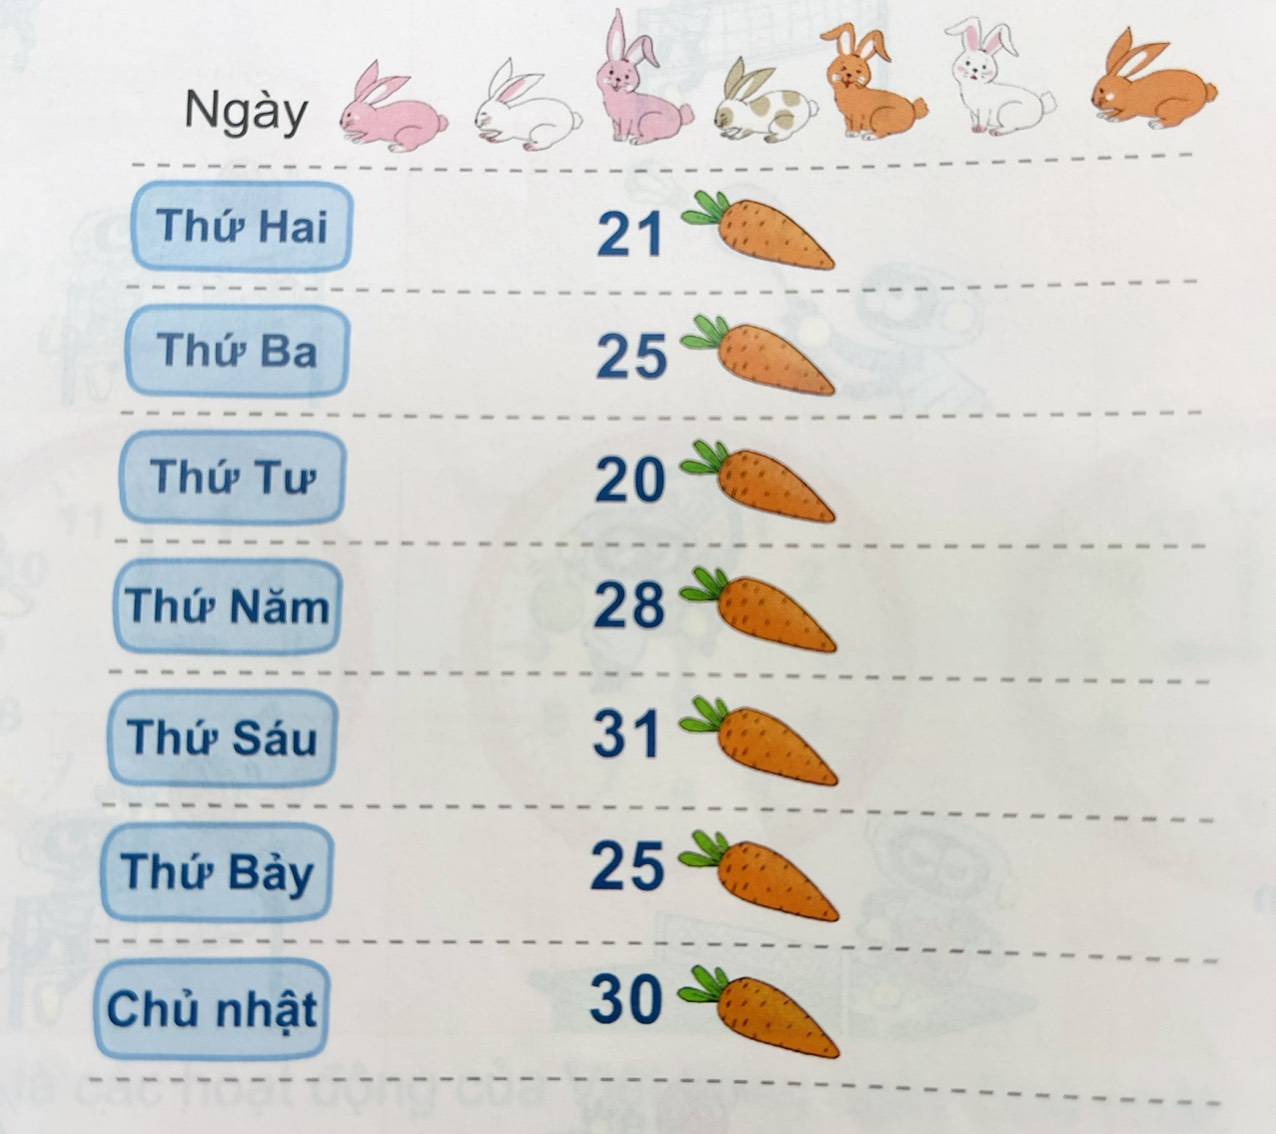 Ngày
Thứ Hai 21
Thứ Ba 25
Thứ Tư 20
Thứ Năm 28
Thứ Sáu 31
Thứ Bảy 25
Chủ nhật 30